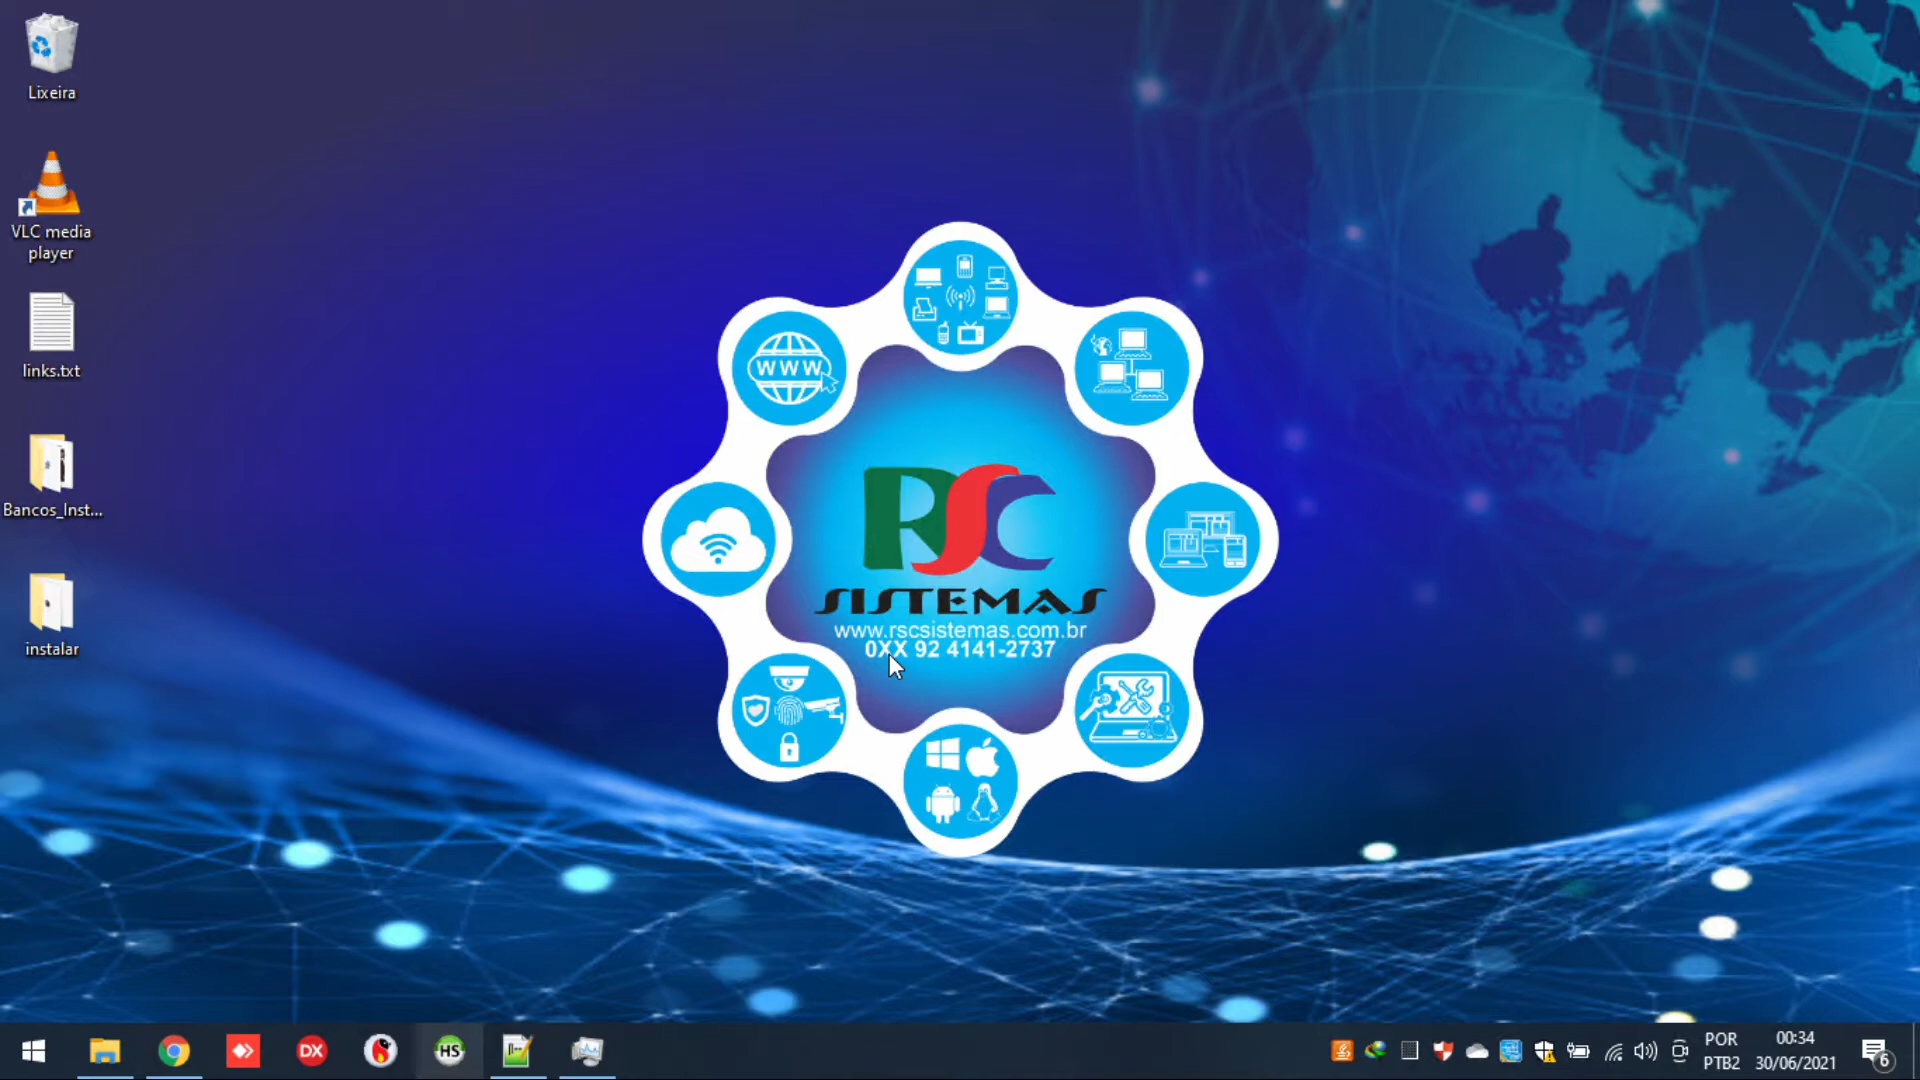 Lixeira
VLC media
player
links.txt
Bancos_Inst...
instalar
WWW
RSC
SISTEMAS
www.rscsistemas.com.br
0XX 92 4141-2737
DX
HS
POR
PTB2
00:34
30/06/2021
6